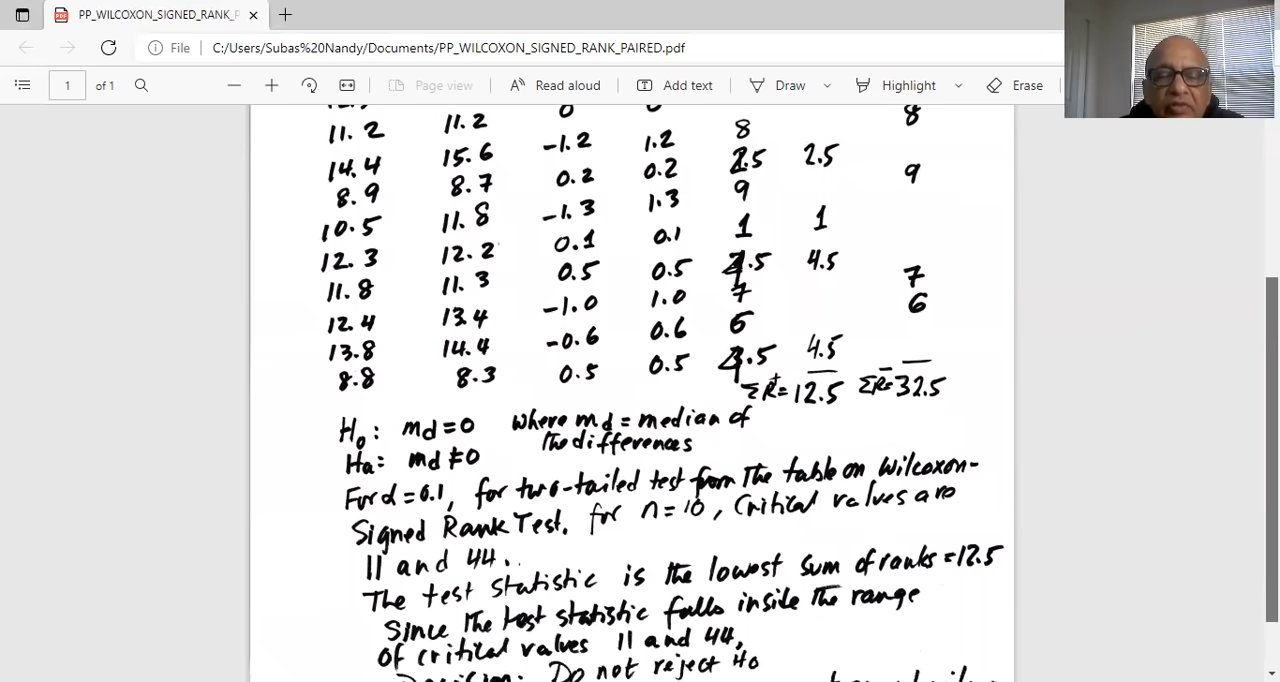 PP_WILCOXON_SIGNED_RANK_P
File C:/Users/Subas%20Nandy/Documents/PP_WILCOXON_SIGNED_RANK_PAIRED.pdf
1 of 1 Page view Read aloud Add text Draw Highlight Erase
11.2 11.2 0 0
14.4 15.6 -1.2 1.2 8 8
8.9 8.7 0.2 0.2 2.5 2.5
10.5 11.8 -1.3 1.3 9 9
12.3 12.2 0.1 0.1 1 1
11.8 11.3 0.5 0.5 4.5 4.5
12.4 13.4 -1.0 1.0 7 7
13.8 14.4 -0.6 0.6 6 6
8.8 8.3 0.5 0.5 4.5 4.5
ΣR+= 12.5 ΣR-= 32.5
Ho: md=0 where md = median of
the differences
Ha: md≠0
For α=0.1, for two-tailed test from the table on Wilcoxon-
Signed Rank Test. for n=10, Critical values are
11 and 44.
The test statistic is the lowest sum of ranks = 12.5
Since the test statistic falls inside the range
of critical values 11 and 44,
Decision: Do not reject Ho